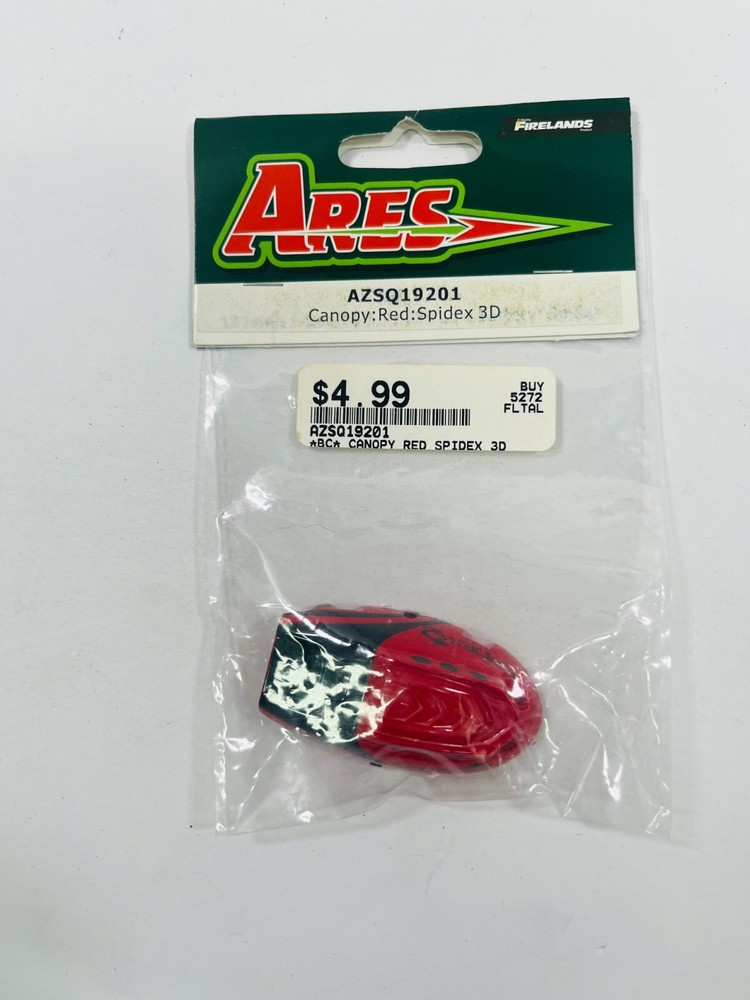 FIRELANDS
ARES
AZSQ19201
Canopy:Red:Spidex 3D
$4.99
BUY
5272
FLTAL
AZSQ19201
*BC* CANOPY RED SPIDEX 3D